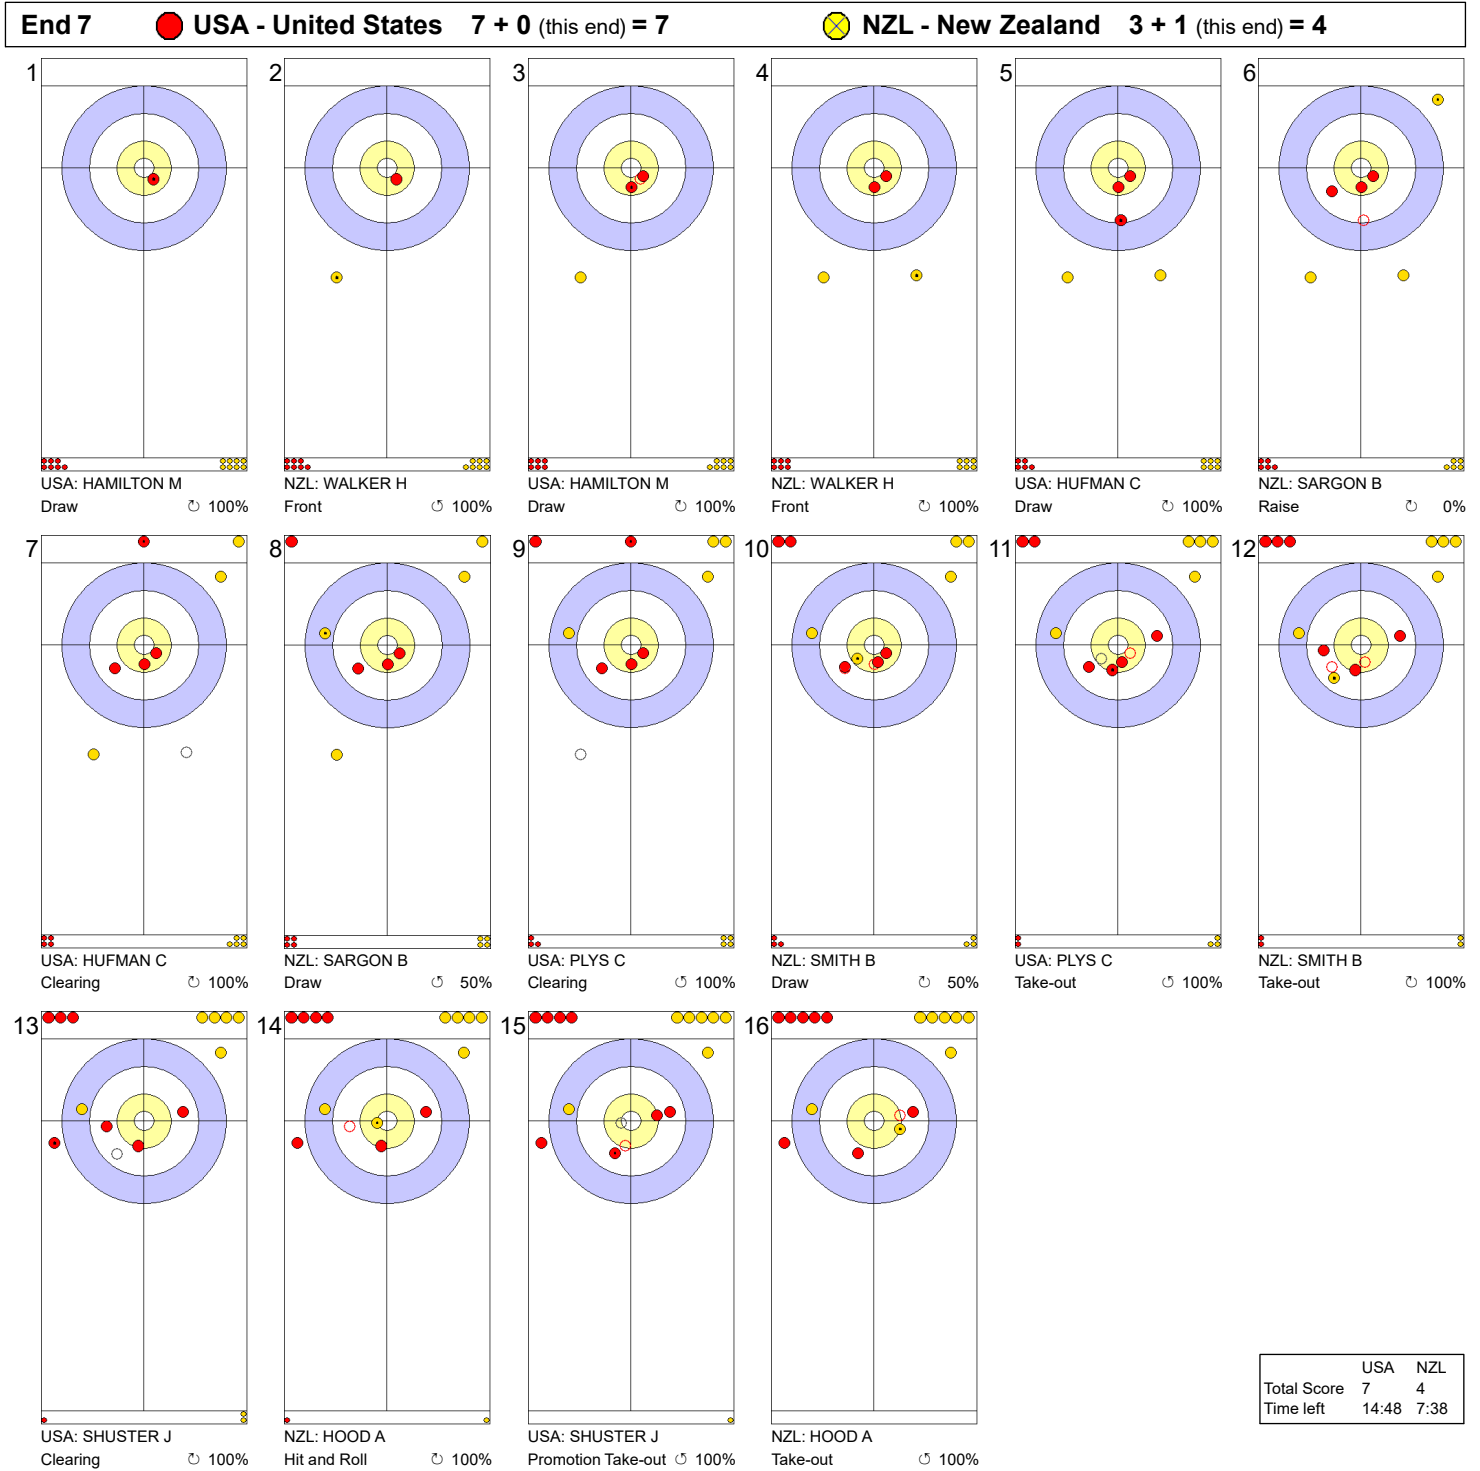 End 7 USA - United States 7 + 0 (this end) = 7 NZL - New Zealand 3 + 1 (this end) = 4
1 2 3 4 5 6
USA: HAMILTON M NZL: WALKER H USA: HAMILTON M NZL: WALKER H USA: HUFMAN C NZL: SARGON B
Draw ↻ 100% Front ↻ 100% Draw ↻ 100% Front ↻ 100% Draw ↻ 100% Raise ↻ 0%
7 8 9 10 11 12
USA: HUFMAN C NZL: SARGON B USA: PLYS C NZL: SMITH B USA: PLYS C NZL: SMITH B
Clearing ↻ 100% Draw ↺ 50% Clearing ↺ 100% Draw ↻ 50% Take-out ↺ 100% Take-out ↻ 100%
13 14 15 16
USA: SHUSTER J NZL: HOOD A USA: SHUSTER J NZL: HOOD A
Clearing ↻ 100% Hit and Roll ↻ 100% Promotion Take-out ↺ 100% Take-out ↺ 100%
USA NZL
Total Score 7 4
Time left 14:48 7:38